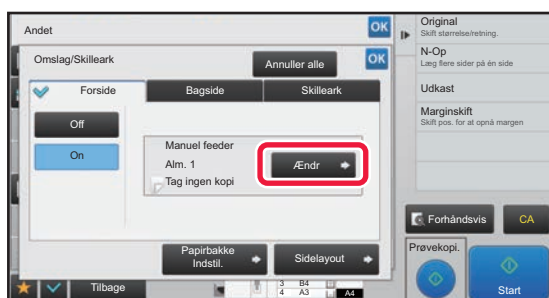 Andet
OK
Omslag/Skilleark
Annuller alle
OK
Forside
Bagside
Skilleark
Off
On
Manuel feeder
Alm. 1
Tag ingen kopi
Ændr
Papirbakke
Indstil.
Sidelayout
Tilbage
3 B4
4 A3
A4
Original
Skift størrelse/retning.
N-Op
Læg flere sider på én side
Udkast
Marginskift
Skift pos. for at opnå margen
Forhåndsvis
CA
Prøvekopi.
Start